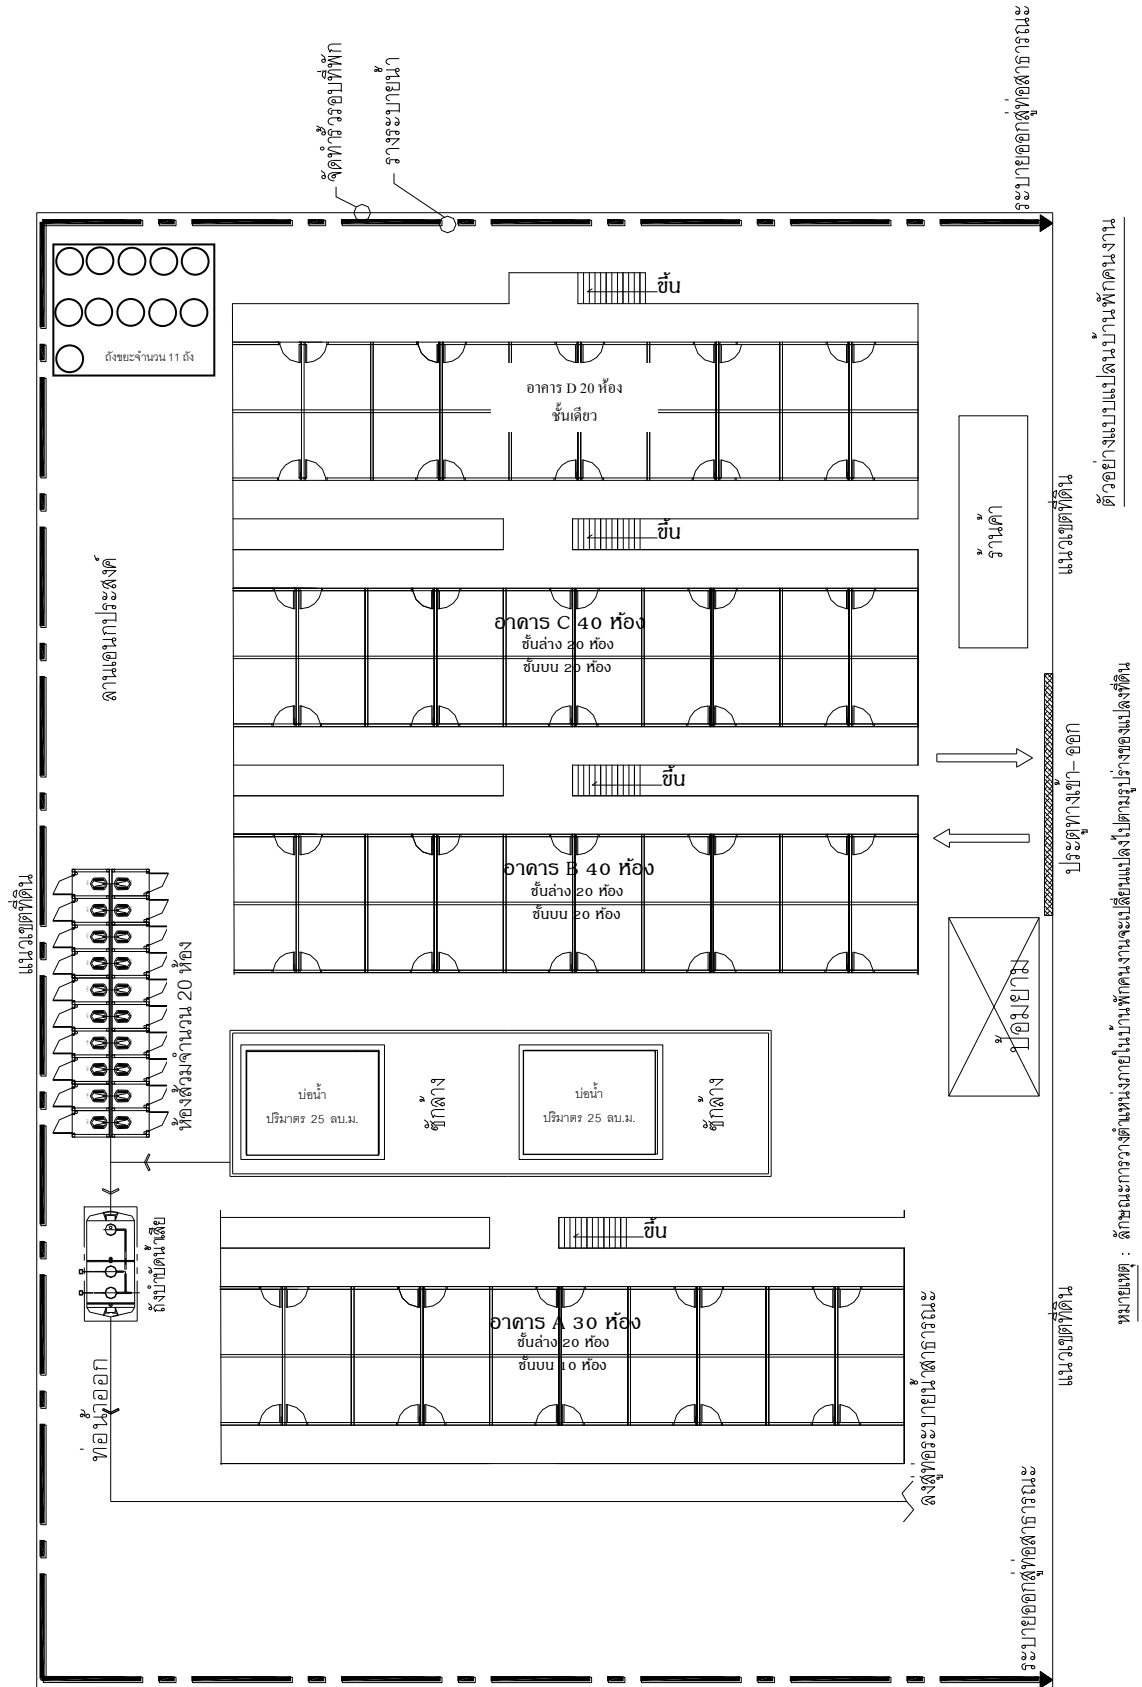 จัดทำรั้วรอบที่พัก
รางระบายน้ำ
ระบายออกสู่ท่อสาธารณะ
ถังขยะจำนวน 11 ถัง
ขึ้น
อาคาร D 20 ห้อง
ชั้นเดียว
ขึ้น
ร้านค้า
แนวเขตที่ดิน
ตัวอย่างแบบแปลนบ้านพักคนงาน
ลานเอนกประสงค์
อาคาร C 40 ห้อง
ชั้นล่าง 20 ห้อง
ชั้นบน 20 ห้อง
ขึ้น
ประตูทางเข้า-ออก
แนวเขตที่ดิน
อาคาร B 40 ห้อง
ชั้นล่าง 20 ห้อง
ชั้นบน 20 ห้อง
ห้องส้วมจำนวน 20 ห้อง
ป้อมยาม
บ่อน้ำ
ปริมาตร 25 ลบ.ม.
ซักล้าง
บ่อน้ำ
ปริมาตร 25 ลบ.ม.
ซักล้าง
ถังบำบัดน้ำเสีย
ขึ้น
อาคาร A 30 ห้อง
ชั้นล่าง 20 ห้อง
ชั้นบน 10 ห้อง
ท่อน้ำออก
ลงสู่ท่อระบายน้ำสาธารณะ
แนวเขตที่ดิน
ระบายออกสู่ท่อสาธารณะ
หมายเหตุ : ลักษณะการวางตำแหน่งภายในบ้านพักคนงานจะเปลี่ยนแปลงไปตามรูปร่างของแปลงที่ดิน